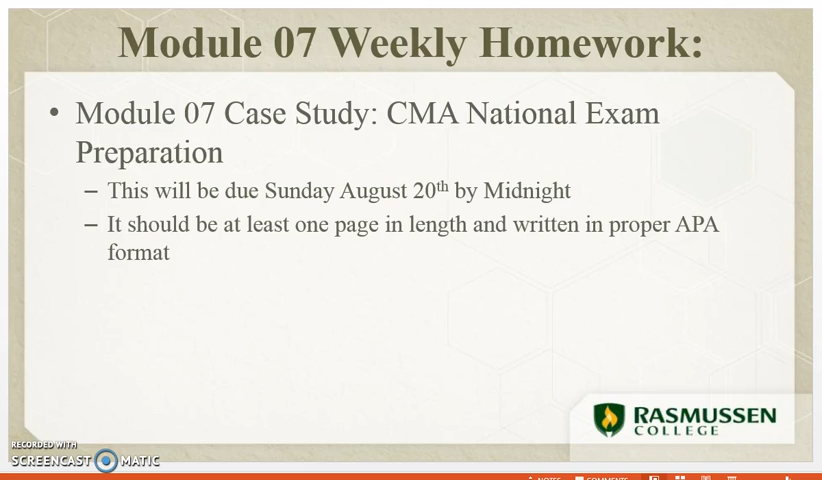 Module 07 Weekly Homework:
• Module 07 Case Study: CMA National Exam
Preparation
– This will be due Sunday August 20th by Midnight
– It should be at least one page in length and written in proper APA
format
RASMUSSEN
COLLEGE
RECORDED WITH
SCREENCAST MATIC
NOTES COMMENTS